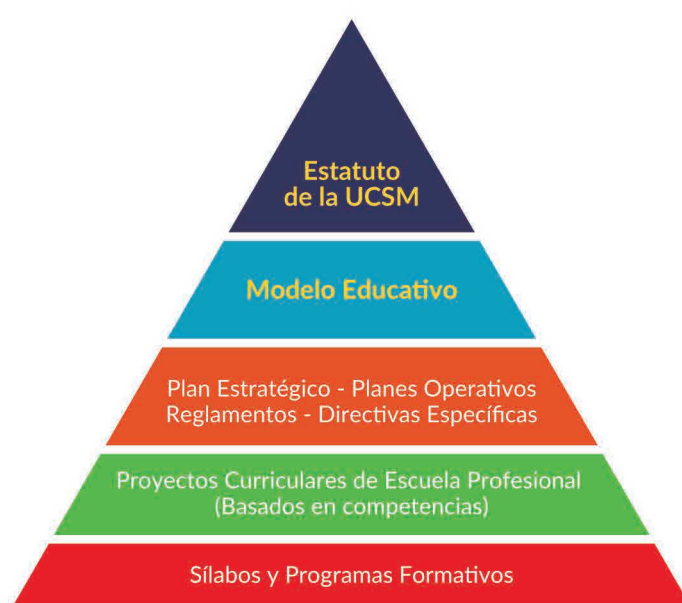 Estatuto
de la UCSM
Modelo Educativo
Plan Estratégico - Planes Operativos
Reglamentos - Directivas Específicas
Proyectos Curriculares de Escuela Profesional
(Basados en competencias)
Sílabos y Programas Formativos